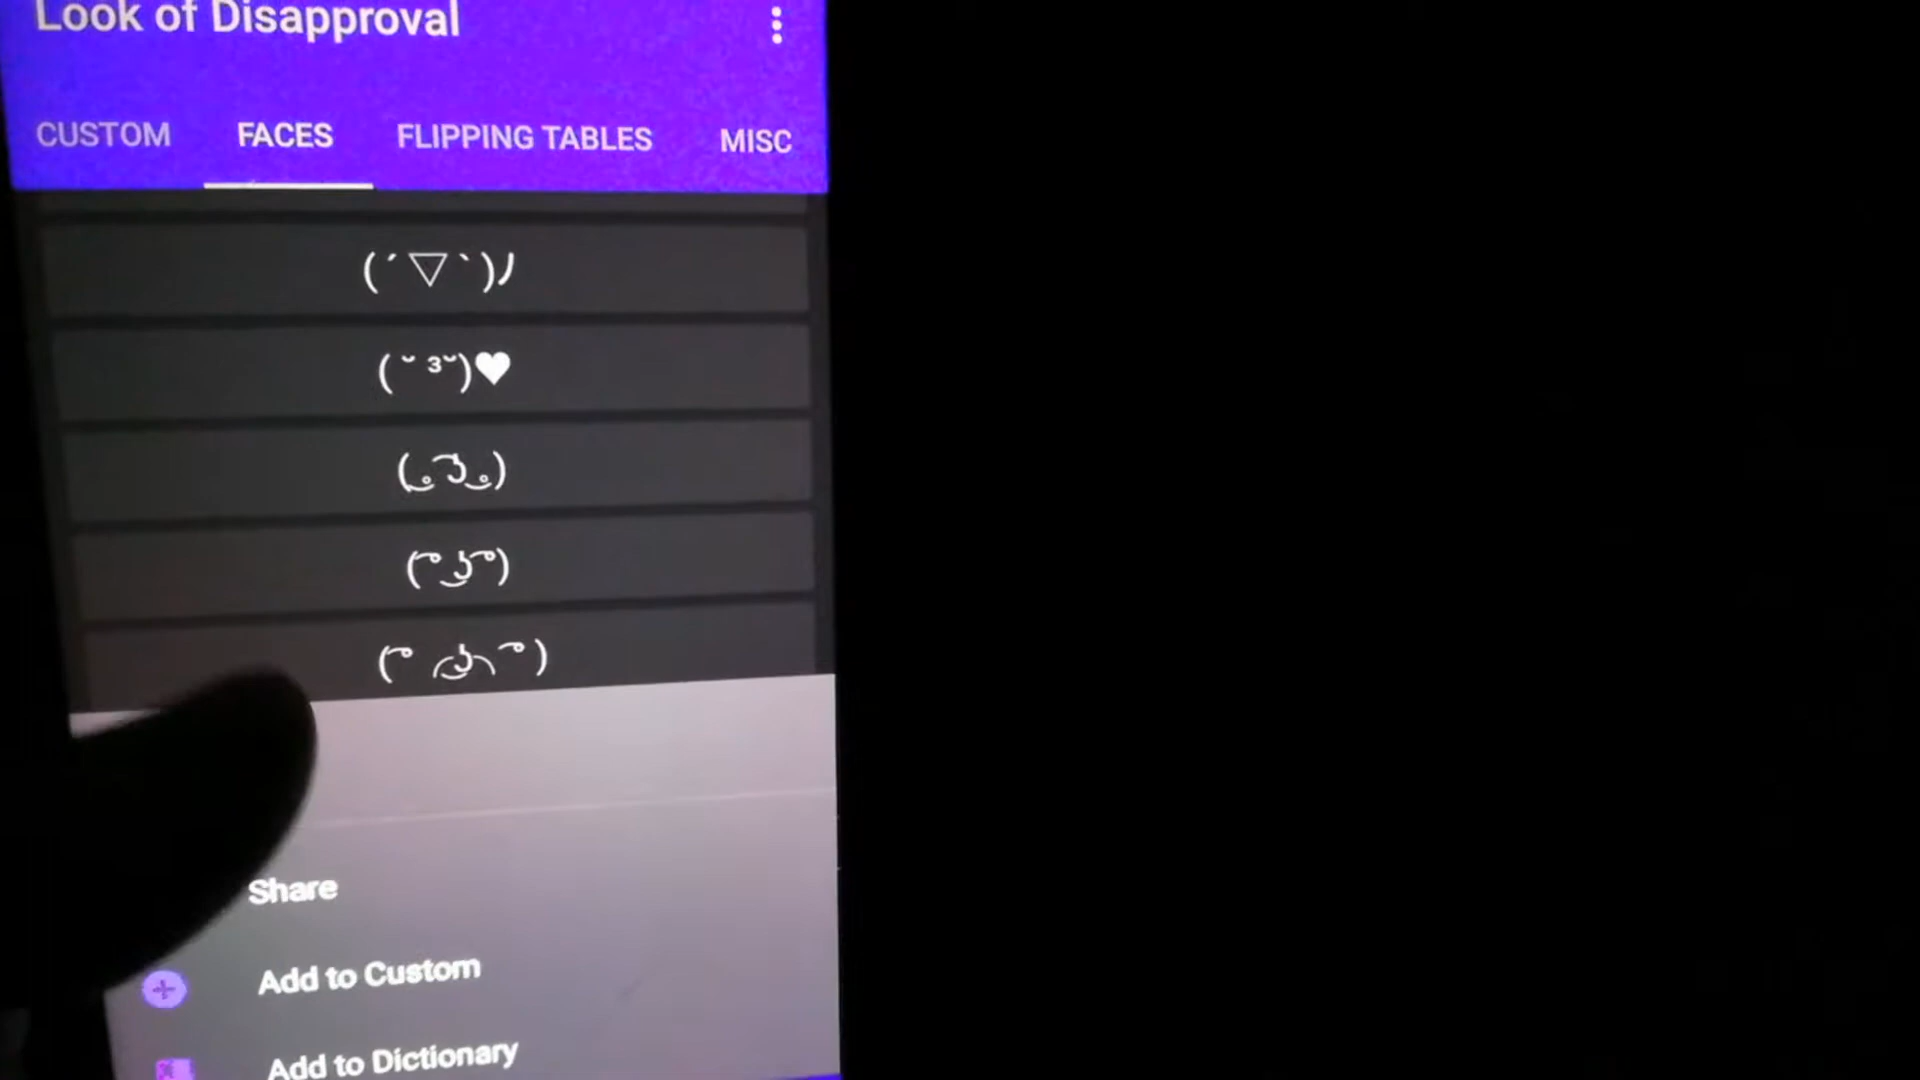 Look of Disapproval
CUSTOM FACES FLIPPING TABLES MISC
(´▽`)ノ
(˘ ³˘)♥
(͜。͡ʖ͜。)
(͡° ͜ʖ ͡°)
( ͡° ╭͜ʖ╮ ͡° )
Share
Add to Custom
Add to Dictionary